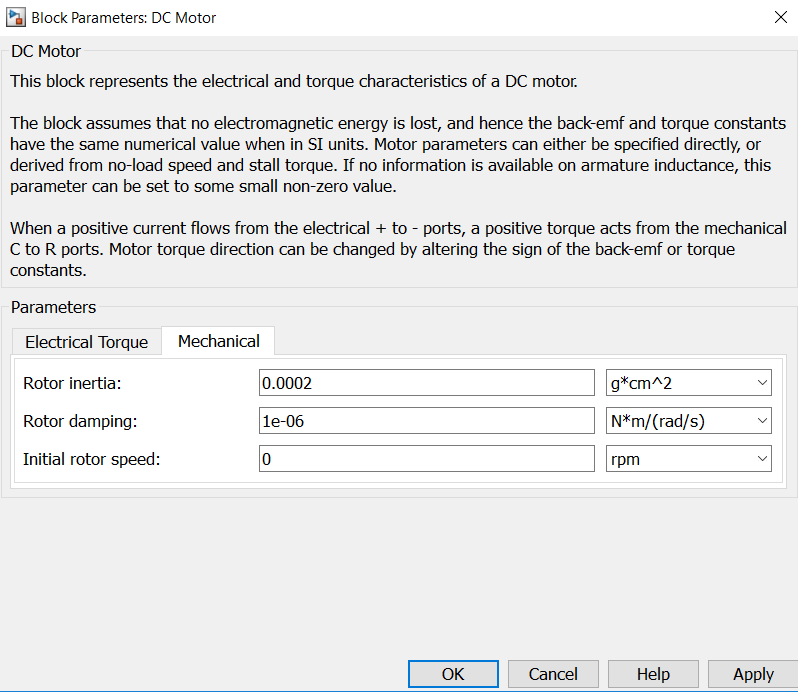 Block Parameters: DC Motor
DC Motor
This block represents the electrical and torque characteristics of a DC motor.
The block assumes that no electromagnetic energy is lost, and hence the back-emf and torque constants
have the same numerical value when in SI units. Motor parameters can either be specified directly, or
derived from no-load speed and stall torque. If no information is available on armature inductance, this
parameter can be set to some small non-zero value.
When a positive current flows from the electrical + to - ports, a positive torque acts from the mechanical
C to R ports. Motor torque direction can be changed by altering the sign of the back-emf or torque
constants.
Parameters
Electrical Torque Mechanical
Rotor inertia: 0.0002 g*cm^2
Rotor damping: 1e-06 N*m/(rad/s)
Initial rotor speed: 0 rpm
OK Cancel Help Apply